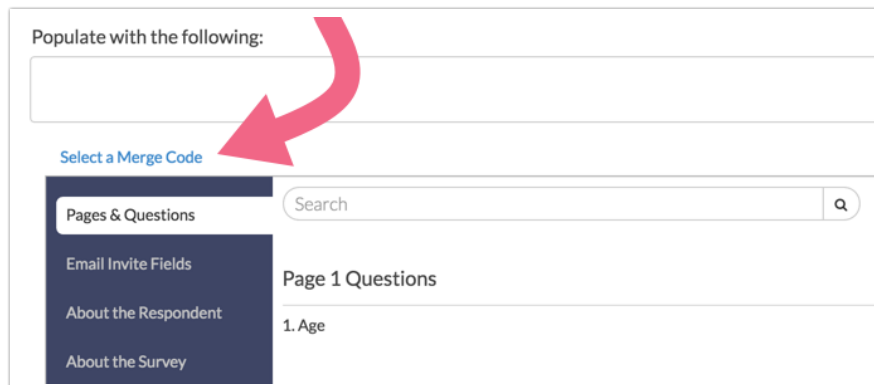 Populate with the following:
Select a Merge Code
Pages & Questions
Search
Email Invite Fields
Page 1 Questions
About the Respondent
1. Age
About the Survey